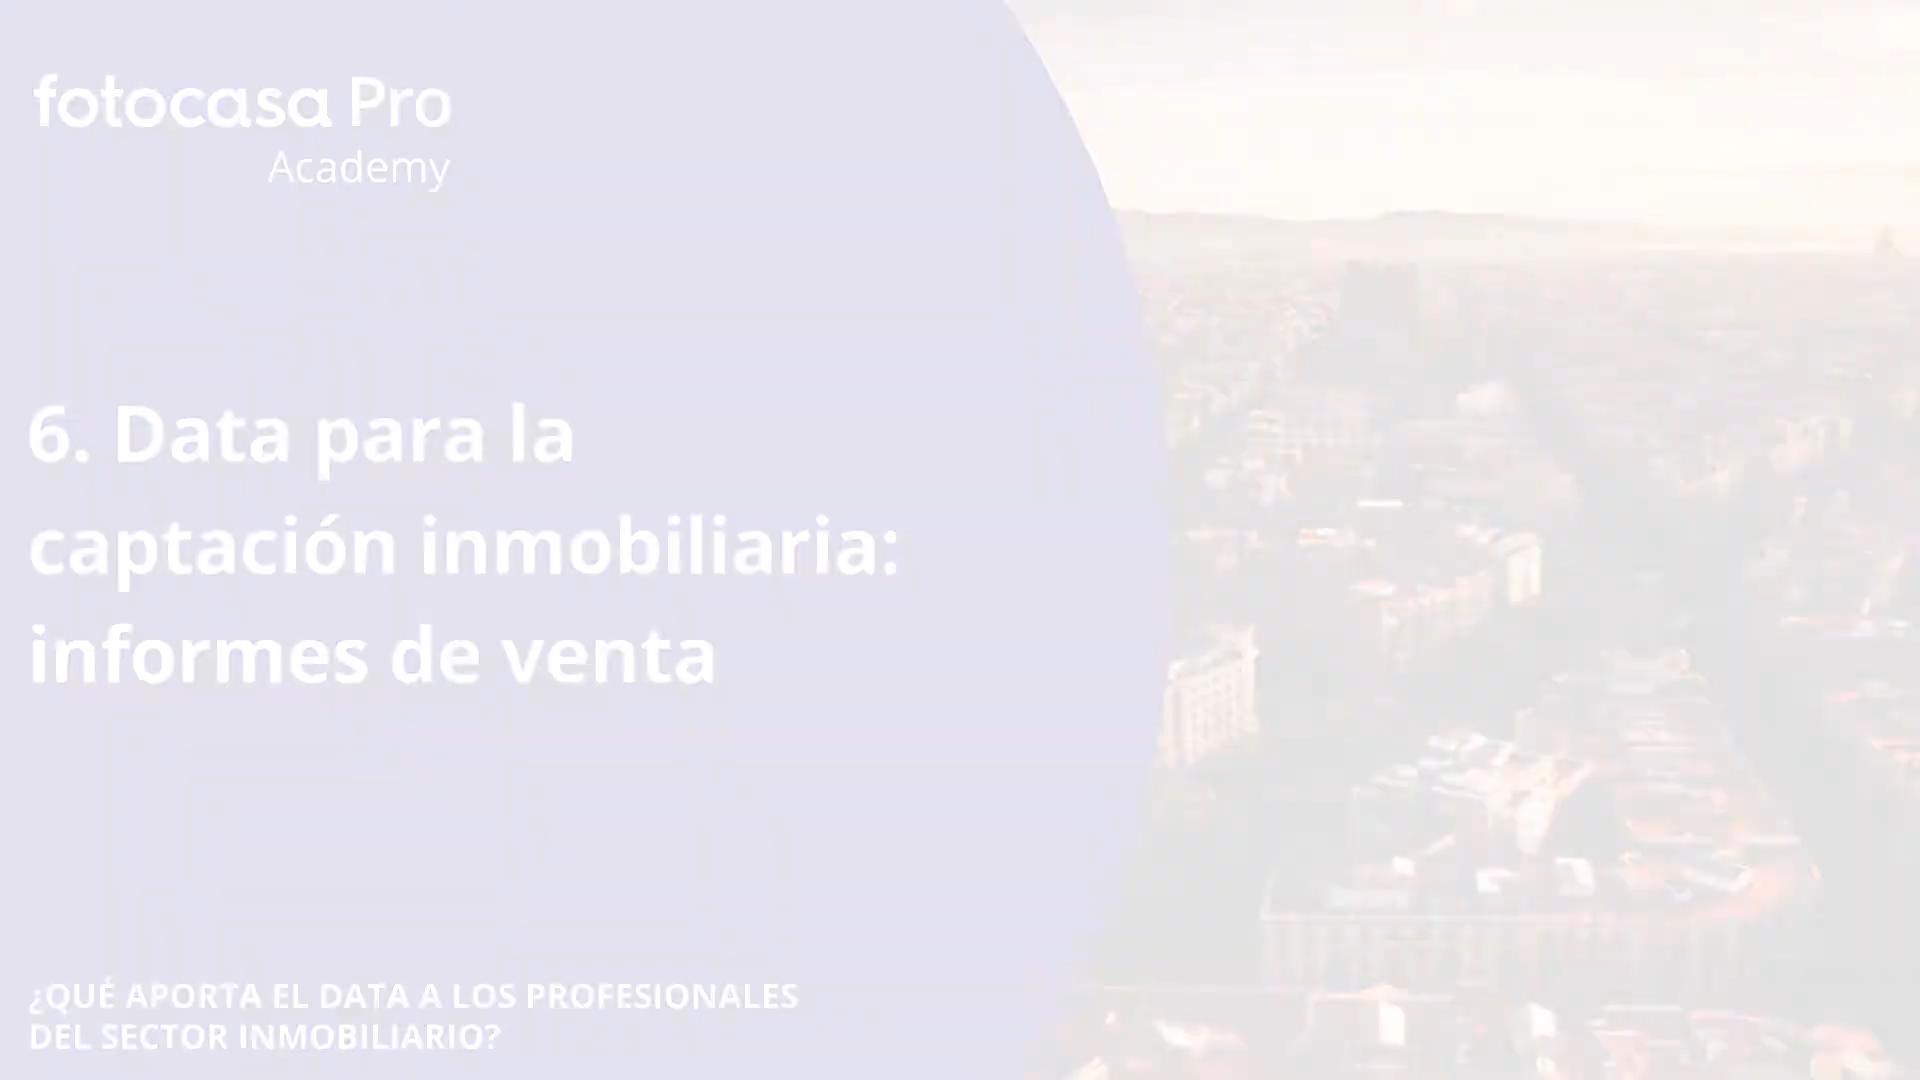 fotocasa Pro
Academy
6. Data para la
captación inmobiliaria:
informes de venta
¿QUÉ APORTA EL DATA A LOS PROFESIONALES
DEL SECTOR INMOBILIARIO?